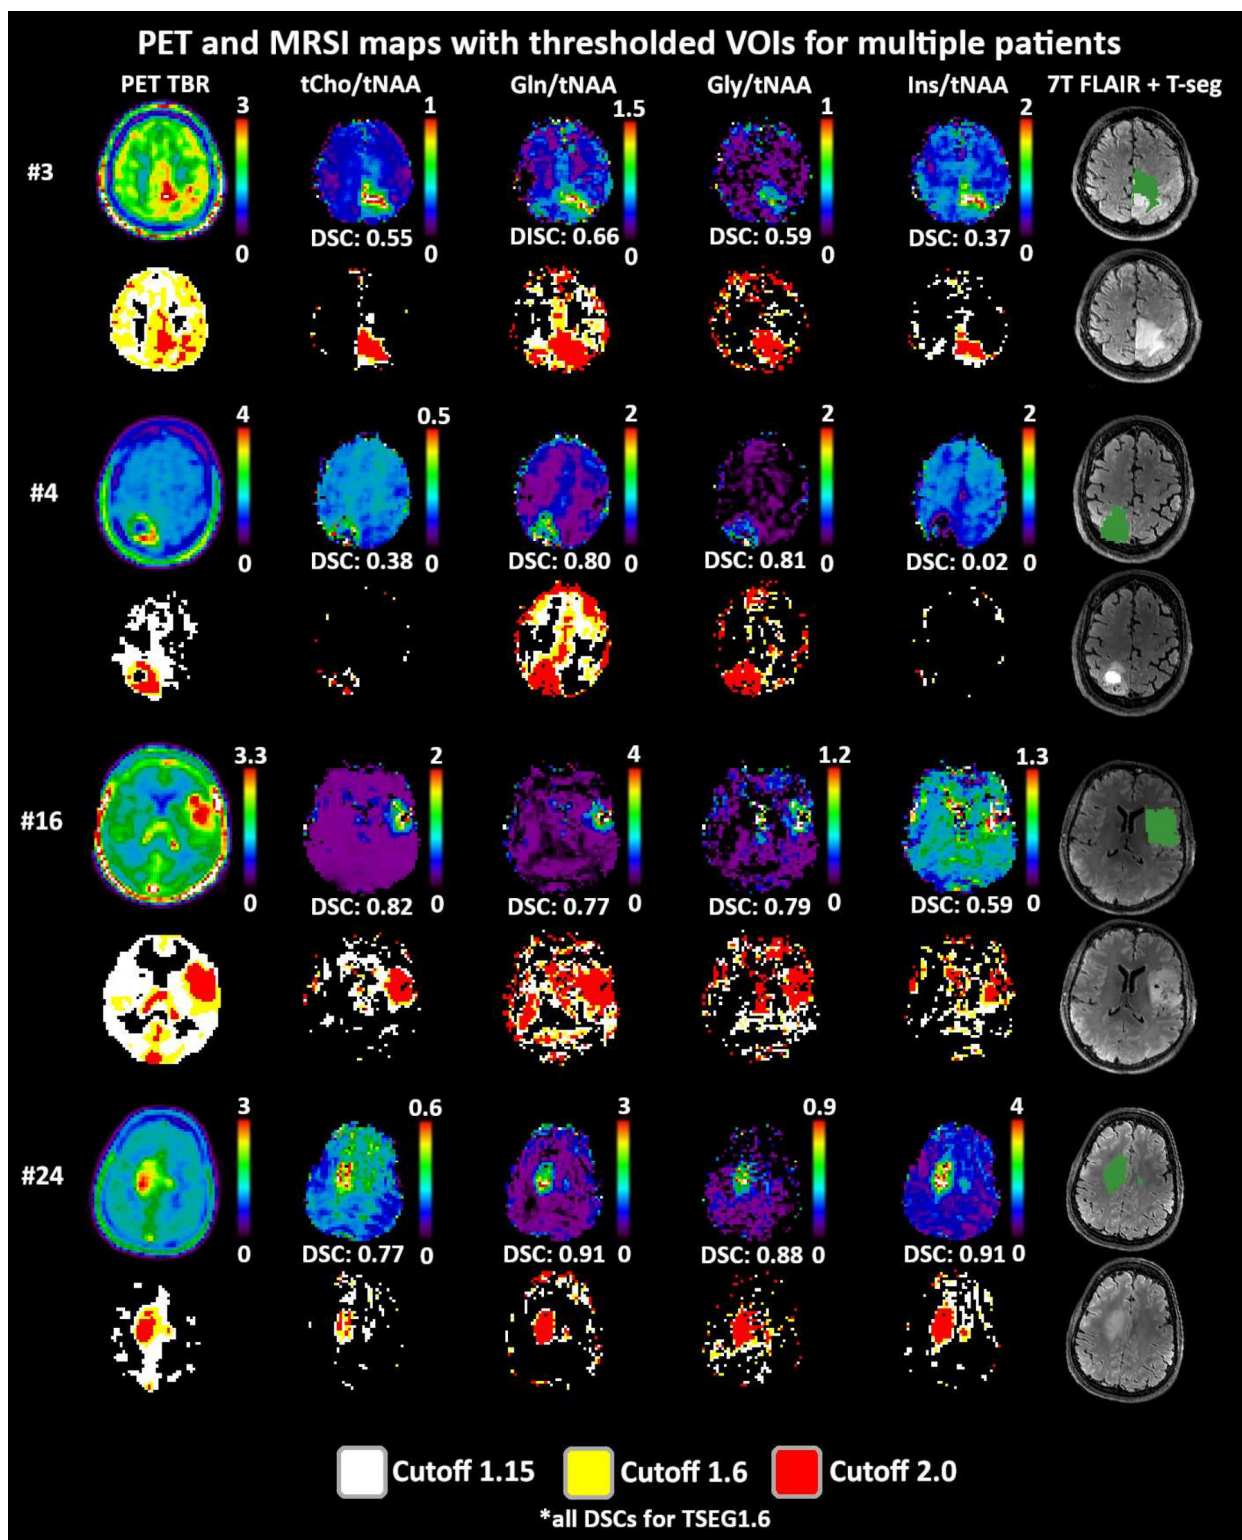 PET and MRSI maps with thresholded VOIs for multiple patients
PET TBR tCho/tNAA Gln/tNAA Gly/tNAA Ins/tNAA 7T FLAIR + T-seg
3 1 1.5 1 2
#3
DSC: 0.55 DISC: 0.66 DSC: 0.59 DSC: 0.37
0 0 0 0 0
4 0.5 2 2 2
#4
DSC: 0.38 DSC: 0.80 DSC: 0.81 DSC: 0.02
0 0 0 0 0
3.3 2 4 1.2 1.3
#16
DSC: 0.82 DSC: 0.77 DSC: 0.79 DSC: 0.59
0 0 0 0 0
3 0.6 3 0.9 4
#24
DSC: 0.77 DSC: 0.91 DSC: 0.88 DSC: 0.91
0 0 0 0 0
Cutoff 1.15 Cutoff 1.6 Cutoff 2.0
*all DSCs for TSEG1.6